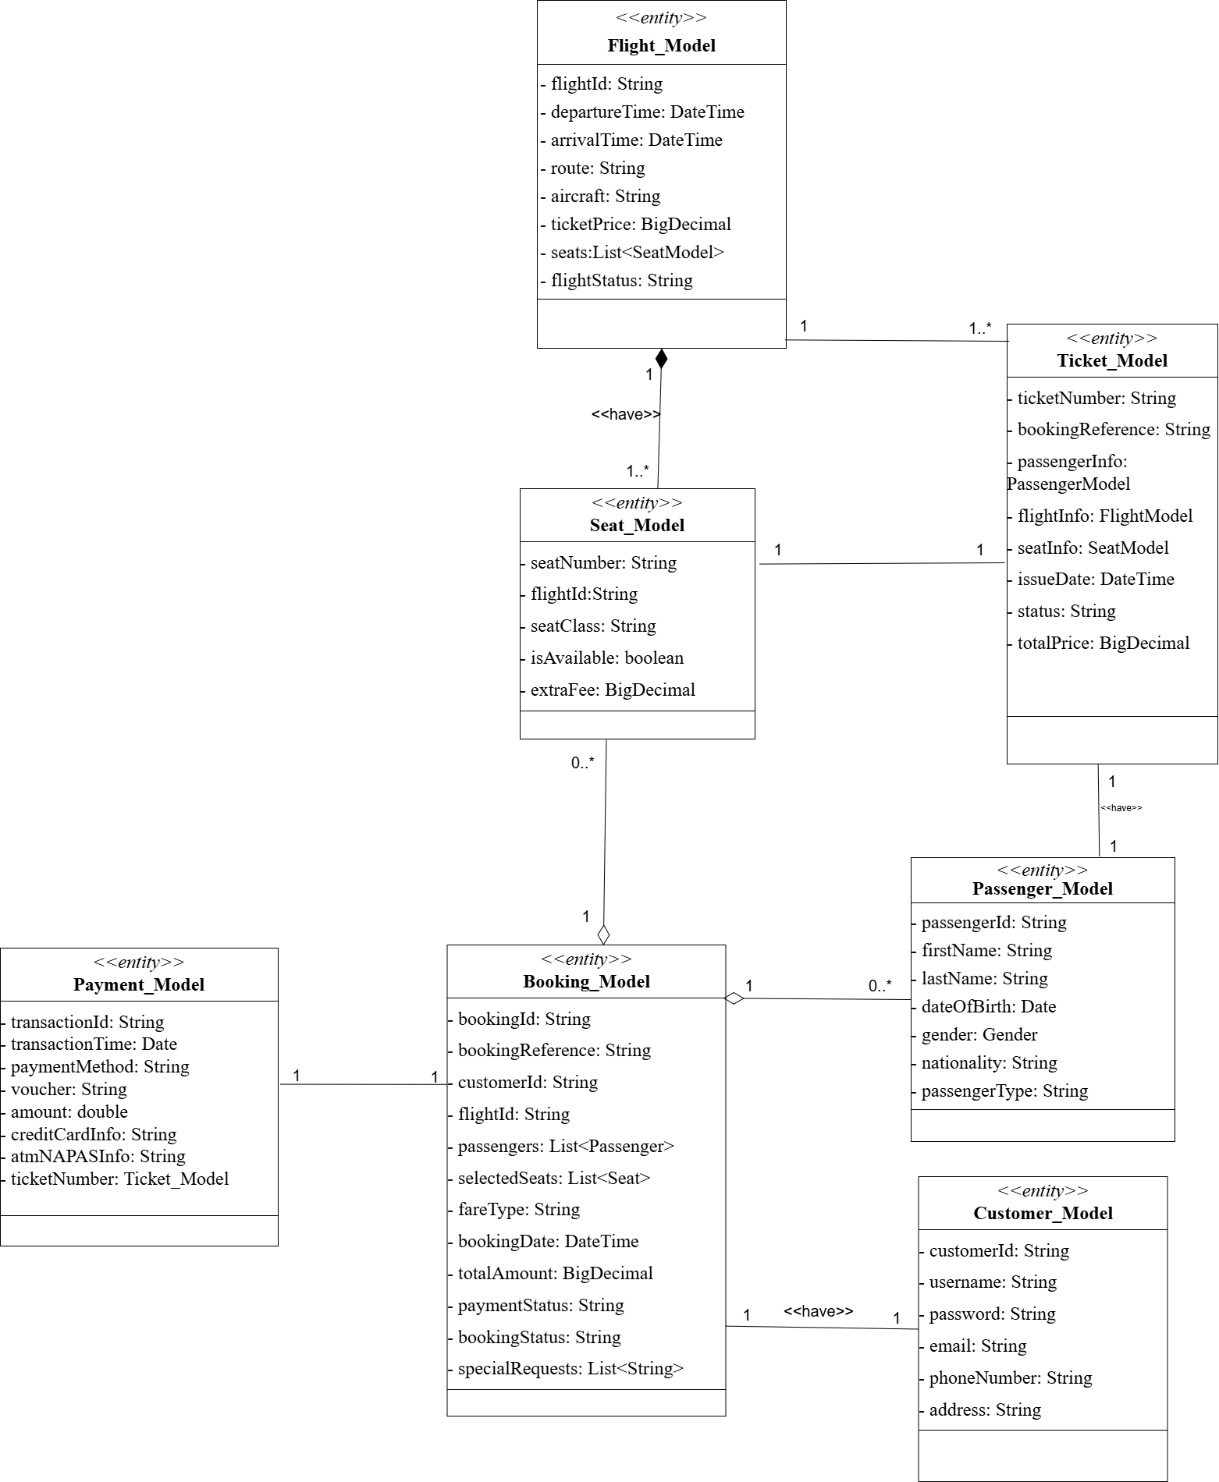 <<entity>>
Flight_Model
- flightId: String
- departureTime: DateTime
- arrivalTime: DateTime
- route: String
- aircraft: String
- ticketPrice: BigDecimal
- seats:List<SeatModel>
- flightStatus: String
1
1..*
1
<<have>>
1..*
<<entity>>
Ticket_Model
- ticketNumber: String
- bookingReference: String
- passengerInfo:
PassengerModel
- flightInfo: FlightModel
- seatInfo: SeatModel
- issueDate: DateTime
- status: String
- totalPrice: BigDecimal
<<entity>>
Seat_Model
- seatNumber: String
- flightId:String
- seatClass: String
- isAvailable: boolean
- extraFee: BigDecimal
1
1
0..*
1
1
<<have>>
1
<<entity>>
Passenger_Model
- passengerId: String
- firstName: String
- lastName: String
- dateOfBirth: Date
- gender: Gender
- nationality: String
- passengerType: String
<<entity>>
Payment_Model
- transactionId: String
- transactionTime: Date
- paymentMethod: String
- voucher: String
- amount: double
- creditCardInfo: String
- atmNAPASInfo: String
- ticketNumber: Ticket_Model
1
1
<<entity>>
Booking_Model
- bookingId: String
- bookingReference: String
- customerId: String
- flightId: String
- passengers: List<Passenger>
- selectedSeats: List<Seat>
- fareType: String
- bookingDate: DateTime
- totalAmount: BigDecimal
- paymentStatus: String
- bookingStatus: String
- specialRequests: List<String>
1
0..*
1
<<have>>
1
<<entity>>
Customer_Model
- customerId: String
- username: String
- password: String
- email: String
- phoneNumber: String
- address: String